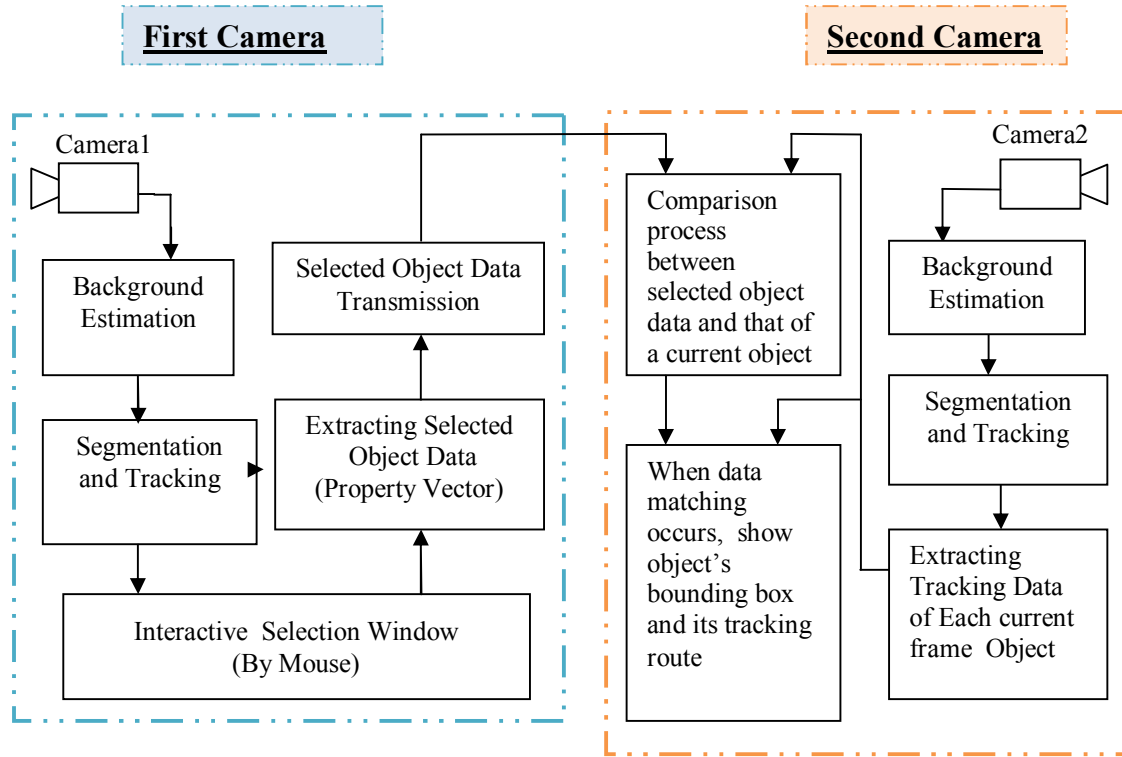 First Camera
Second Camera
Camera1
Background
Estimation
Segmentation
and Tracking
Interactive Selection Window
(By Mouse)
Extracting Selected
Object Data
(Property Vector)
Selected Object Data
Transmission
Camera2
Background
Estimation
Segmentation
and Tracking
Extracting
Tracking Data
of Each current
frame Object
Comparison
process
between
selected object
data and that of
a current object
When data
matching
occurs, show
object’s
bounding box
and its tracking
route